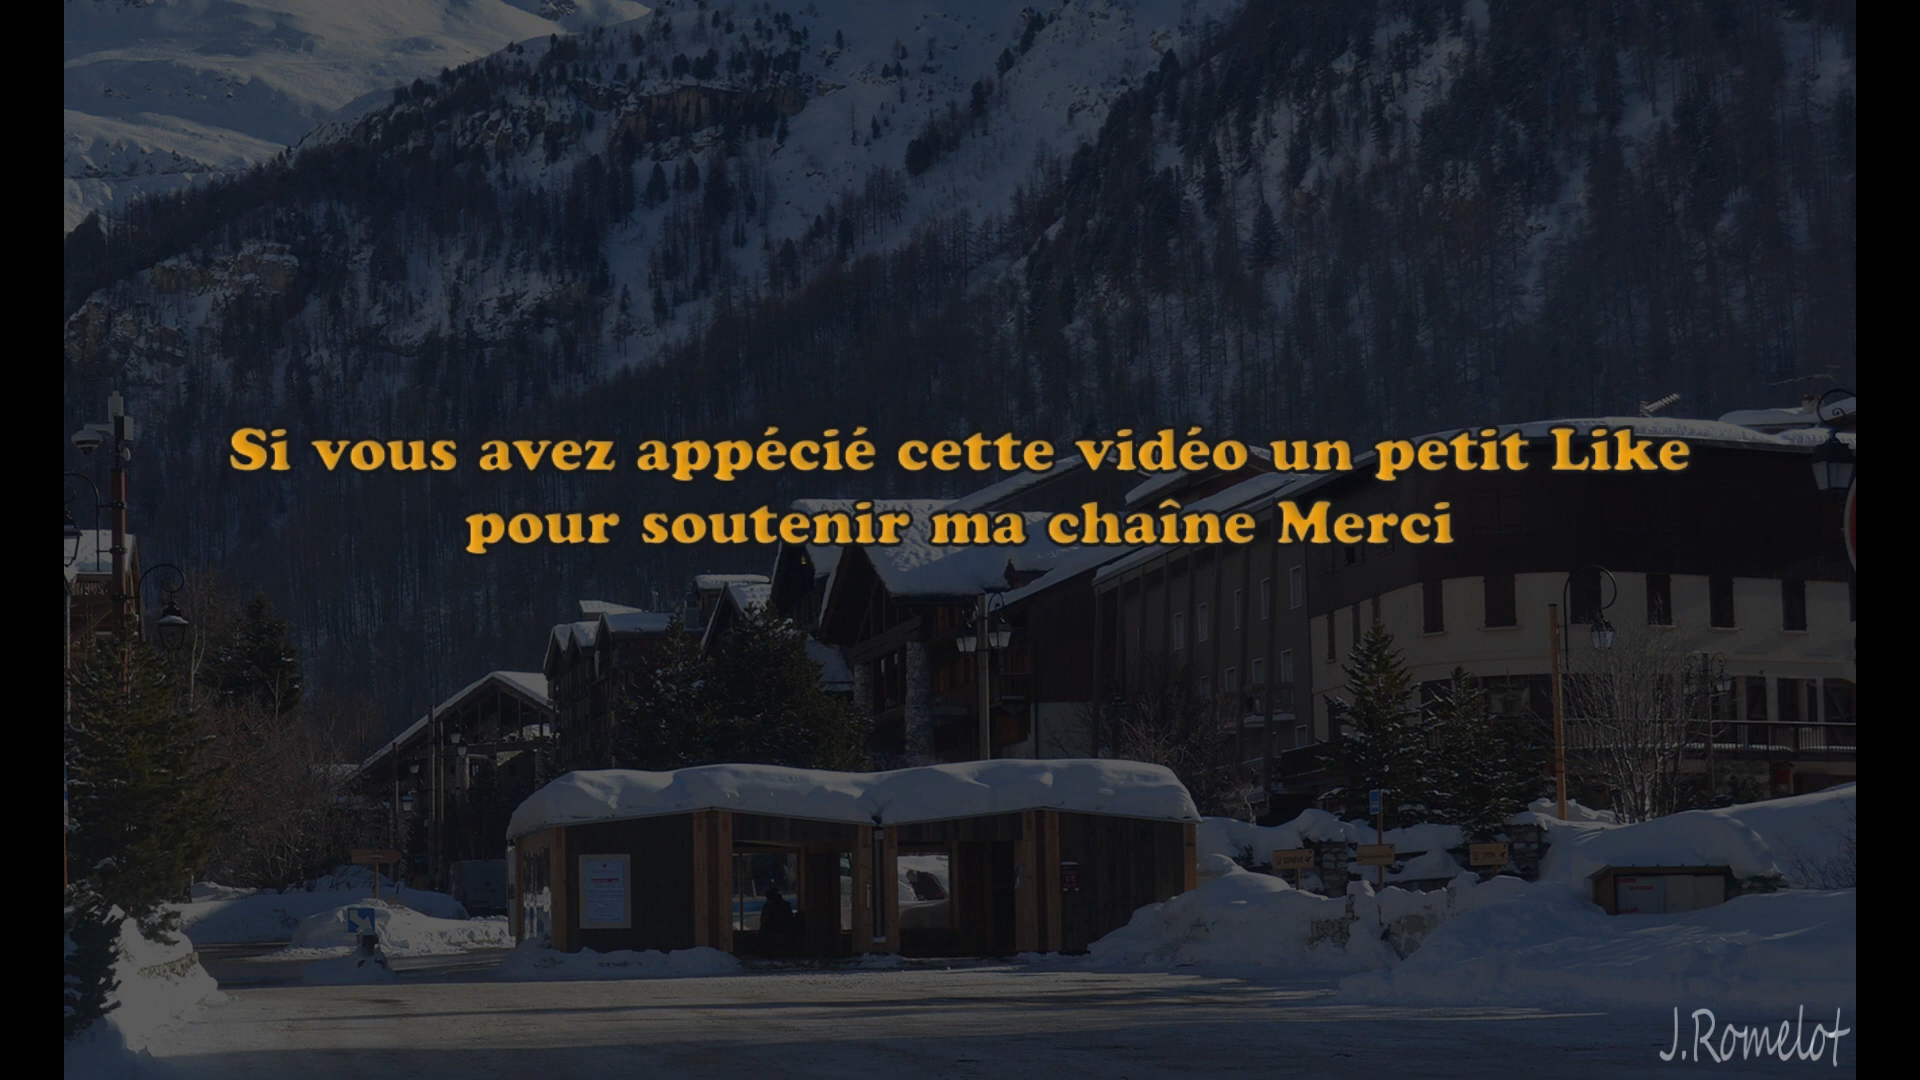 Si vous avez appécié cette vidéo un petit Like
pour soutenir ma chaîne Merci
J.Romelot